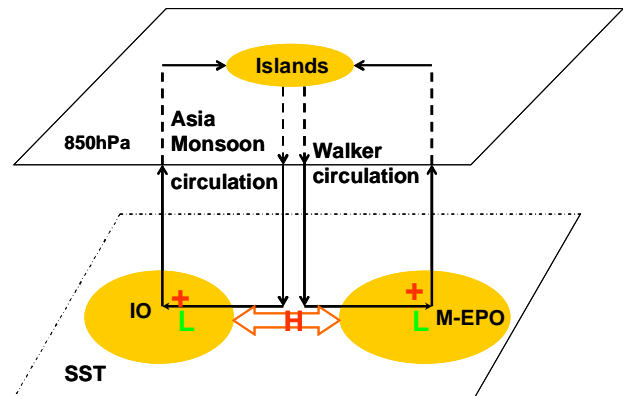 Islands
Asia
Monsoon
circulation
850hPa
Walker
circulation
+
IO
L
H
+
L
M-EPO
SST